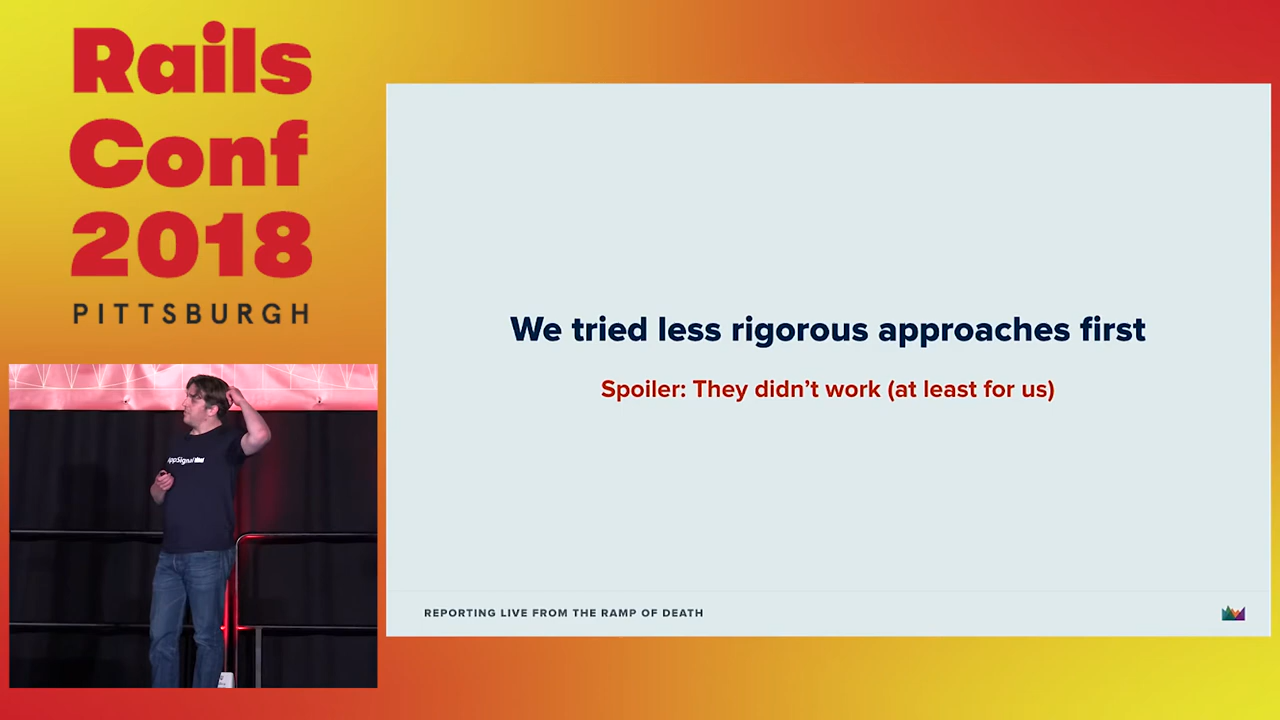 Rails
Conf
2018
PITTSBURGH
We tried less rigorous approaches first
Spoiler: They didn’t work (at least for us)
AppSignal
REPORTING LIVE FROM THE RAMP OF DEATH